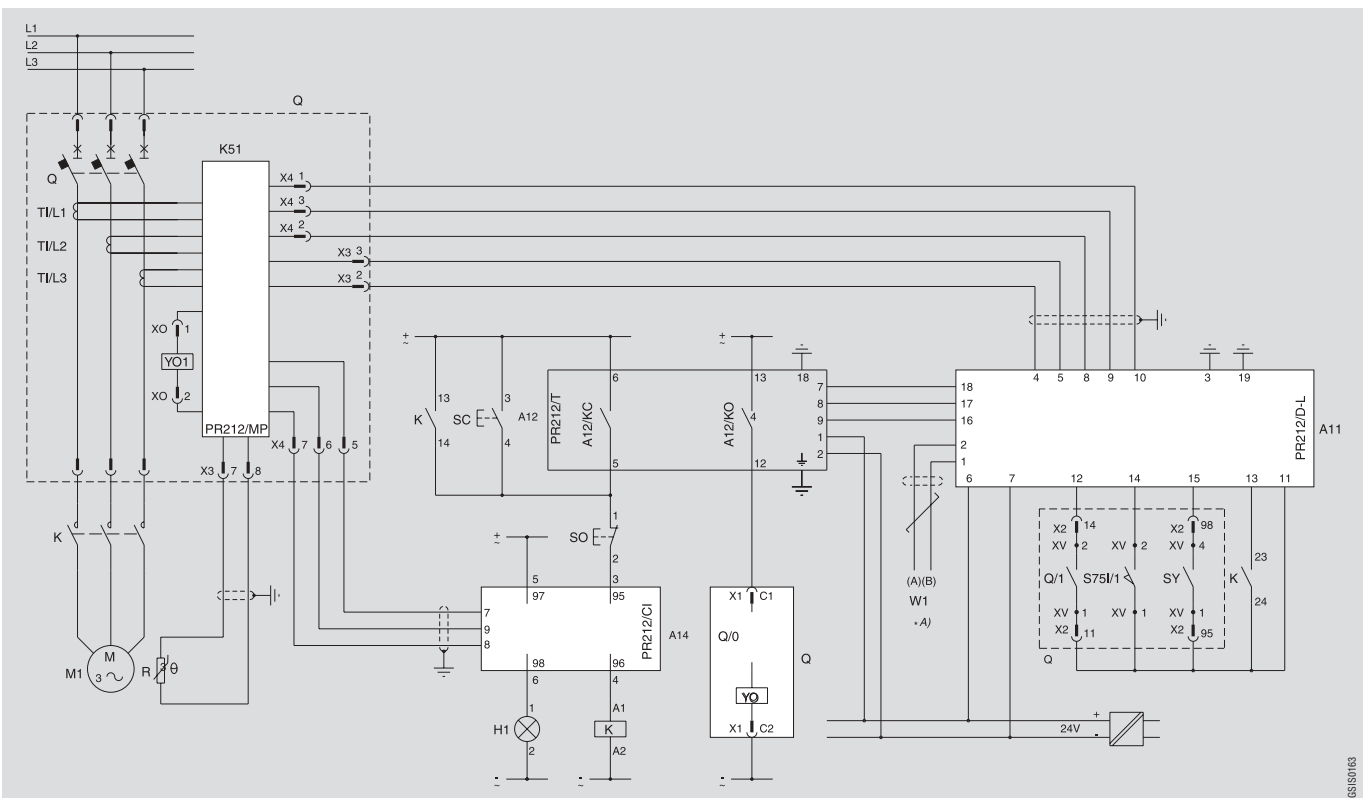 L1
L2
L3
Q
K51
Q
X4 1
X4 3
X4 2
X3 3
X3 2
TI/L1
TI/L2
TI/L3
XO 1
YO1
XO 2
PR212/MP
X4 7 6 5
X3 7 8
K
M1
M
3
R
θ
+
~
+
~
K
13
14
SC
3
4
A12
PR212/T
6
A12/KC
5
A12/KO
13
4
12
18
7
8
9
1
2
18
17
16
2
1
4 5 8 9 10 3 19
PR212/D-L
A11
6 7 12 14 15 13 11
SO
1
2
+
~
5
97
3
95
7
9
8
PR212/CI
A14
98
6
96
4
H1
1
2
A1
K
A2
-
~
-
~
X1 C1
Q/0
YO
X1 C2
Q
-
~
(A)(B)
W1
* A)
X2 14
XV 2
Q/1
XV 1
X2 11
XV 2
S75I/1
XV 1
X2 98
XV 4
SY
XV 1
X2 95
Q
K
23
24
+
24V
-
GSIS0163